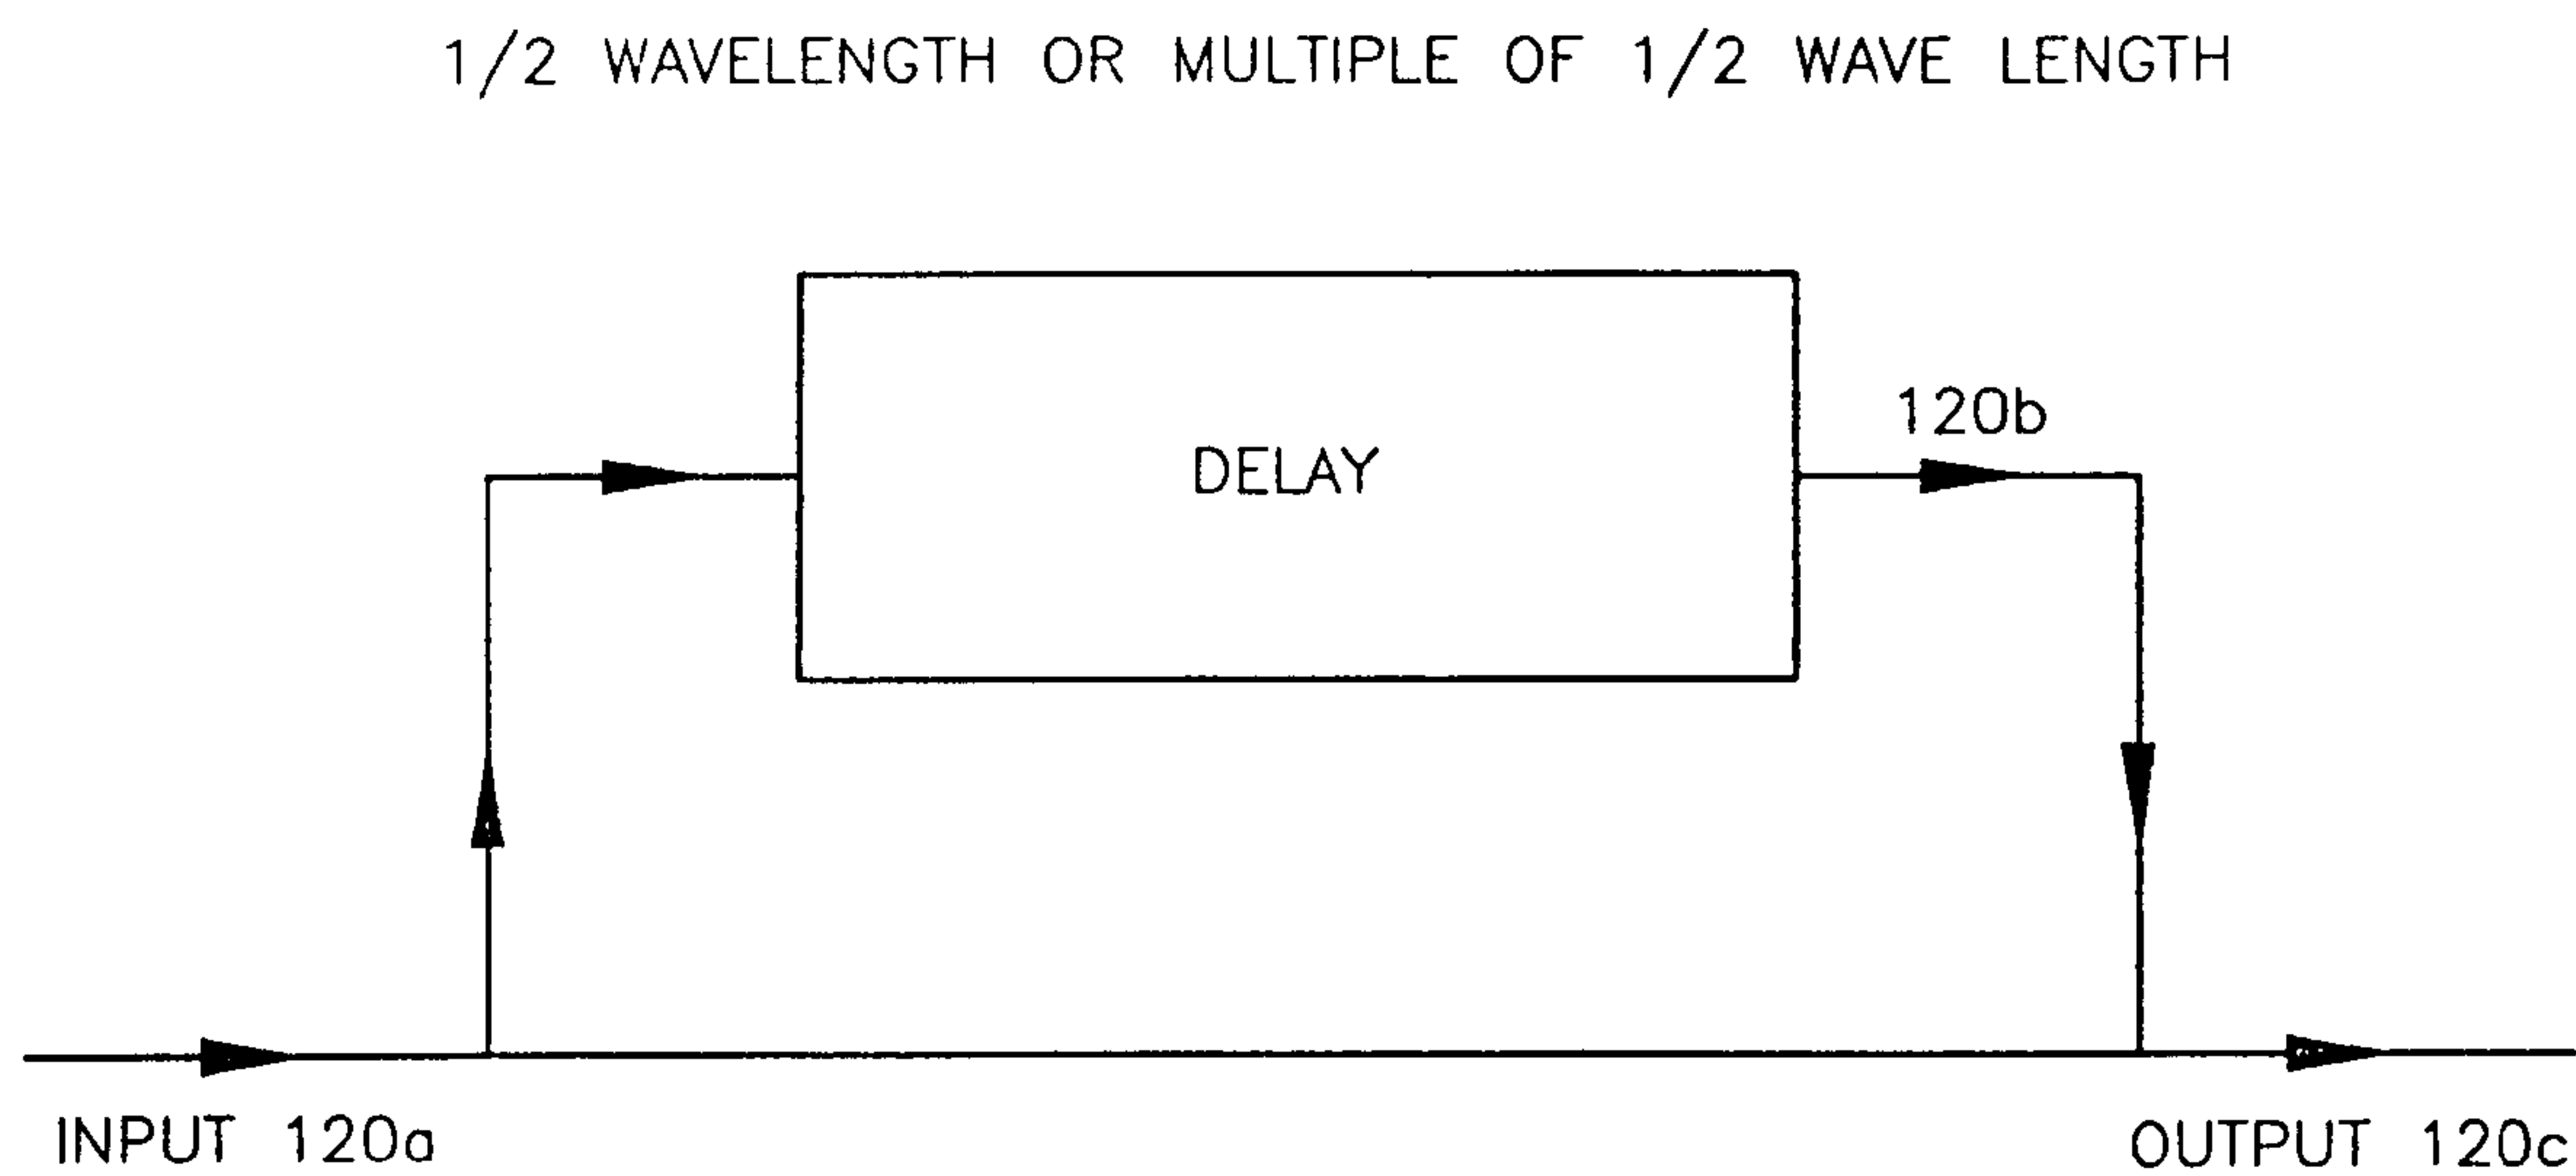 1/2 WAVELENGTH OR MULTIPLE OF 1/2 WAVE LENGTH
120b
DELAY
INPUT 120a
OUTPUT 120c